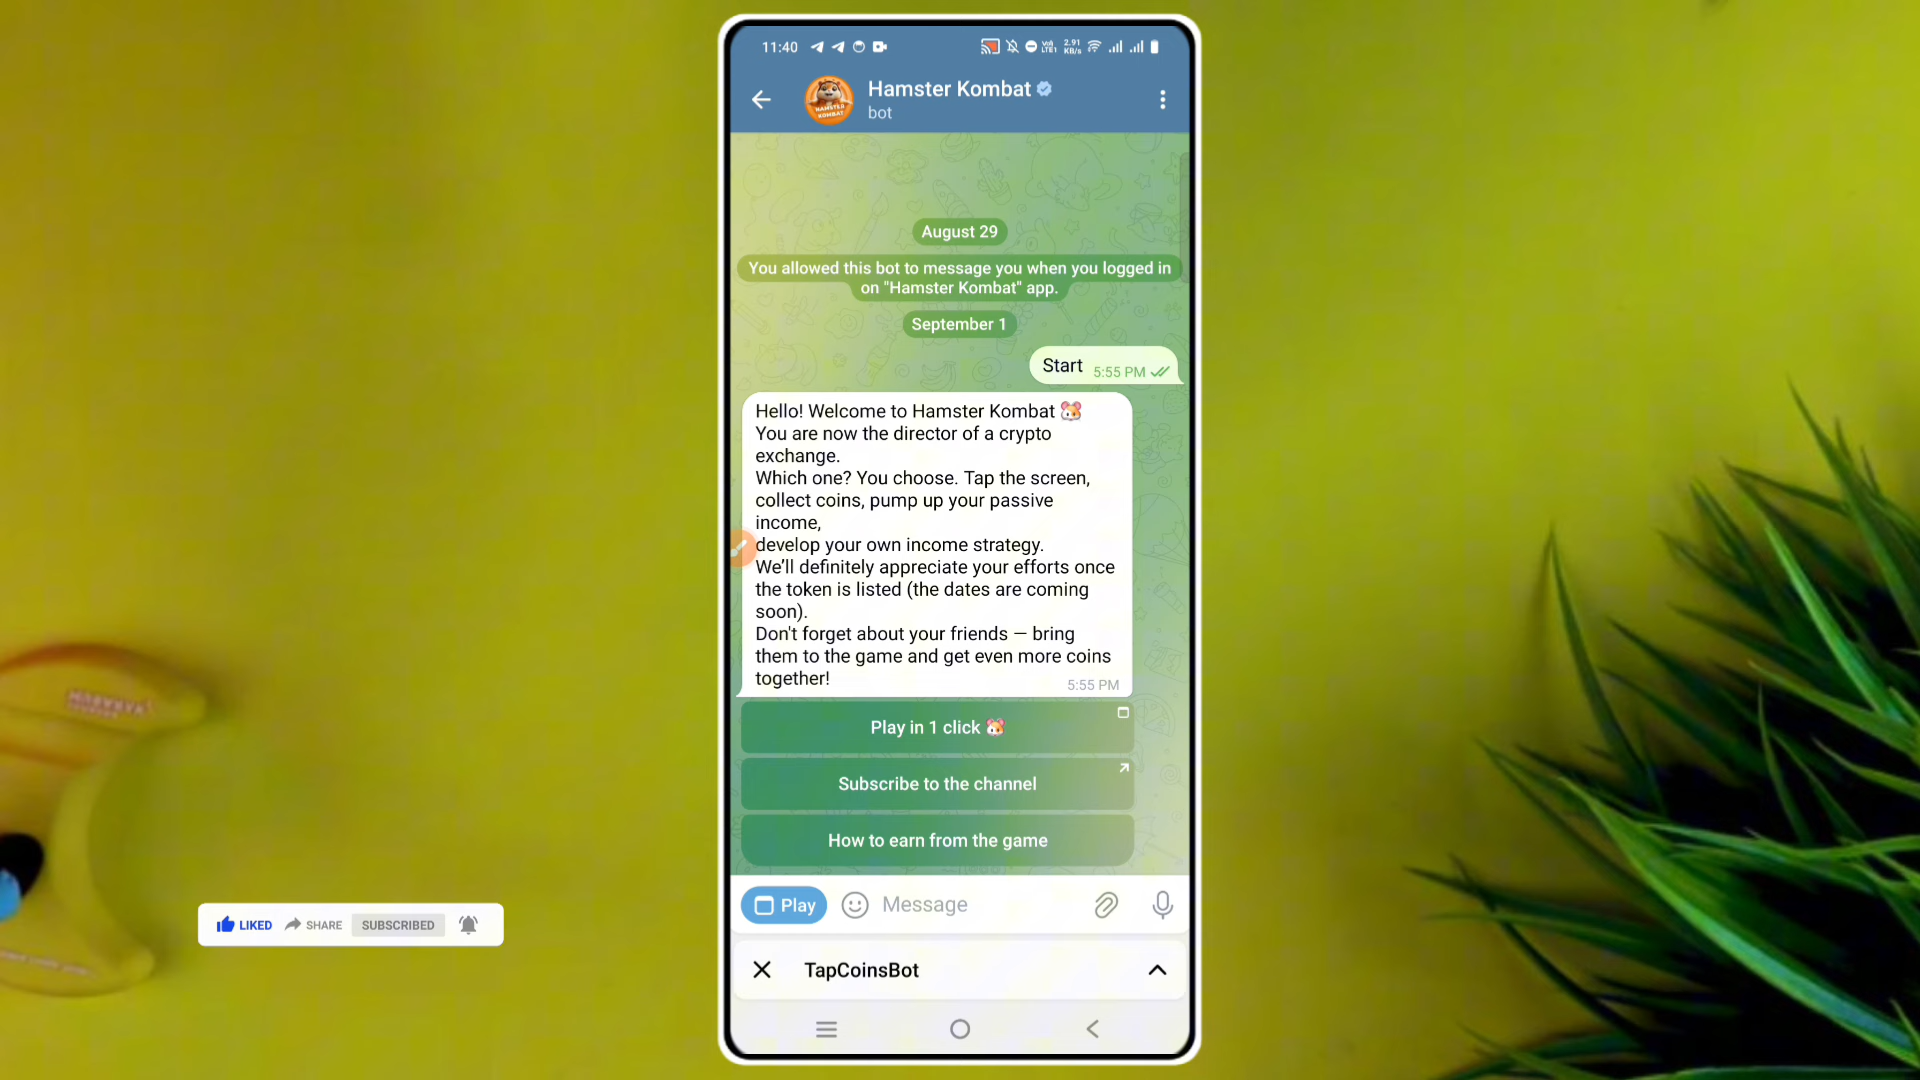 11:40
2.91
KB/s
Hamster Kombat
bot
HAMSTER
KOMBAT
August 29
You allowed this bot to message you when you logged in
on "Hamster Kombat" app.
September 1
Start 5:55 PM
Hello! Welcome to Hamster Kombat 🐹
You are now the director of a crypto
exchange.
Which one? You choose. Tap the screen,
collect coins, pump up your passive
income,
develop your own income strategy.
We’ll definitely appreciate your efforts once
the token is listed (the dates are coming
soon).
Don't forget about your friends — bring
them to the game and get even more coins
together!
5:55 PM
Play in 1 click 🐹
Subscribe to the channel
How to earn from the game
Play Message
TapCoinsBot
LIKED SHARE SUBSCRIBED